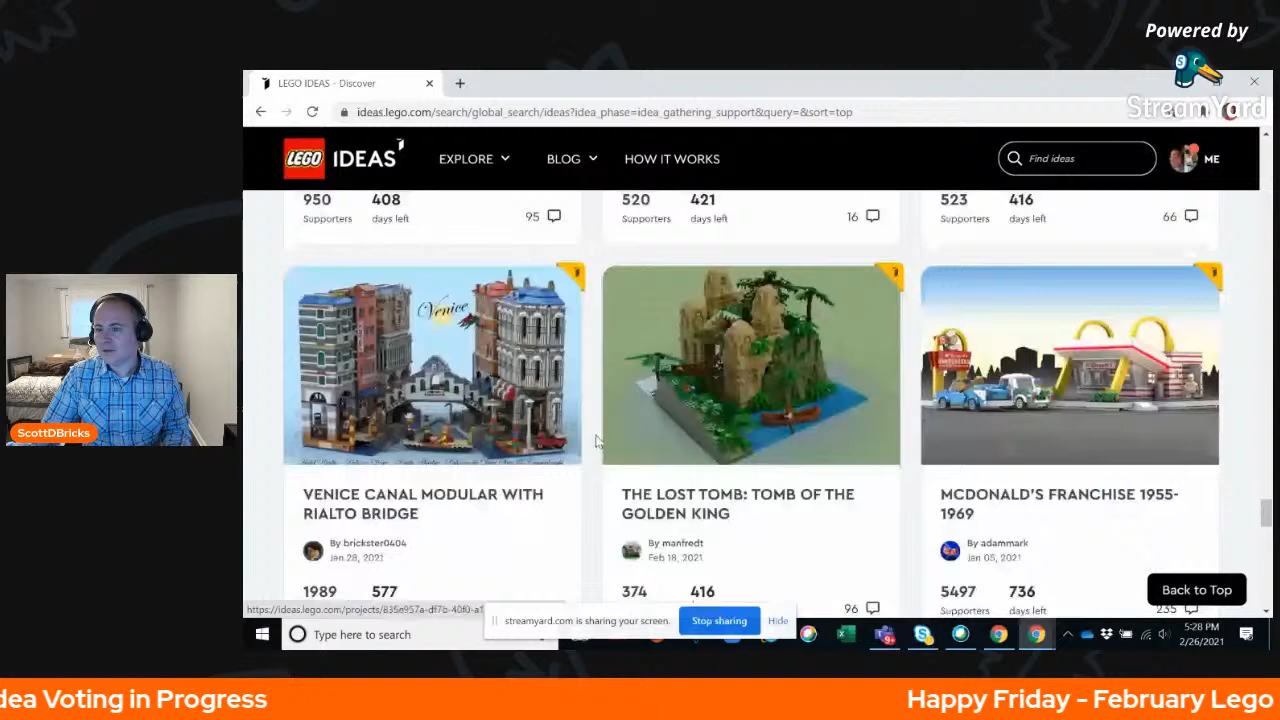 Powered by
StreamYard
LEGO IDEAS - Discover
ideas.lego.com/search/global_search/ideas?idea_phase=idea_gathering_support&query=&sort=top
LEGO IDEAS EXPLORE BLOG HOW IT WORKS Find ideas ME
950 408 520 421 523 416
Supporters days left 95 Supporters days left 16 Supporters days left 66
Venice
VENICE CANAL MODULAR WITH RIALTO BRIDGE
By brickster0404
Jan 28, 2021
1989 577
THE LOST TOMB: TOMB OF THE GOLDEN KING
By manfredt
Feb 18, 2021
374 416
96
MCDONALD'S FRANCHISE 1955-1969
By adammark
Jan 05, 2021
5497 736
Supporters 235
Back to Top
streamyard.com is sharing your screen. Stop sharing Hide
Type here to search
5:28 PM
2/26/2021
ScottDBricks
dea Voting in Progress Happy Friday - February Lego